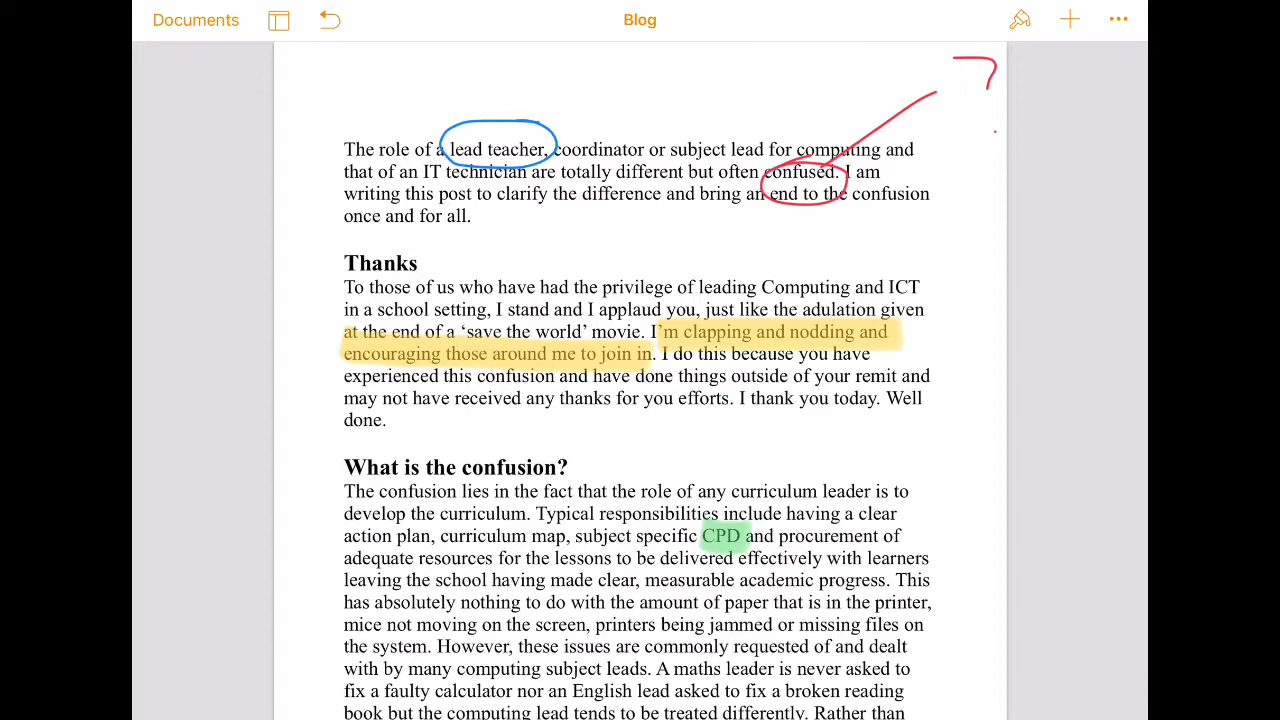 Documents
Blog
The role of a lead teacher, coordinator or subject lead for computing and
that of an IT technician are totally different but often confused. I am
writing this post to clarify the difference and bring an end to the confusion
once and for all.
Thanks
To those of us who have had the privilege of leading Computing and ICT
in a school setting, I stand and I applaud you, just like the adulation given
at the end of a ‘save the world’ movie. I’m clapping and nodding and
encouraging those around me to join in. I do this because you have
experienced this confusion and have done things outside of your remit and
may not have received any thanks for you efforts. I thank you today. Well
done.
What is the confusion?
The confusion lies in the fact that the role of any curriculum leader is to
develop the curriculum. Typical responsibilities include having a clear
action plan, curriculum map, subject specific CPD and procurement of
adequate resources for the lessons to be delivered effectively with learners
leaving the school having made clear, measurable academic progress. This
has absolutely nothing to do with the amount of paper that is in the printer,
mice not moving on the screen, printers being jammed or missing files on
the system. However, these issues are commonly requested of and dealt
with by many computing subject leads. A maths leader is never asked to
fix a faulty calculator nor an English lead asked to fix a broken reading
book but the computing lead tends to be treated differently. Rather than